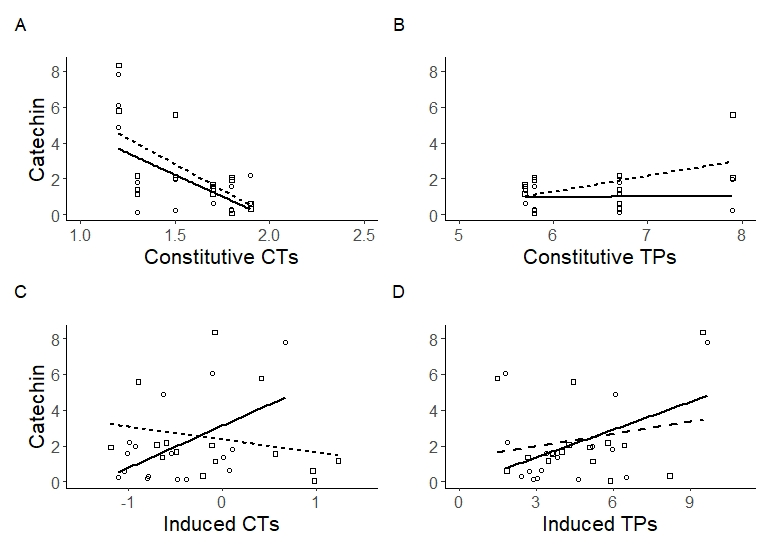 A
B
8
6
4
2
0
Catechin
1.0 1.5 2.0 2.5
Constitutive CTs
8
6
4
2
0
5 6 7 8
Constitutive TPs
C
D
8
6
4
2
0
Catechin
-1 0 1
Induced CTs
8
6
4
2
0
0 3 6 9
Induced TPs